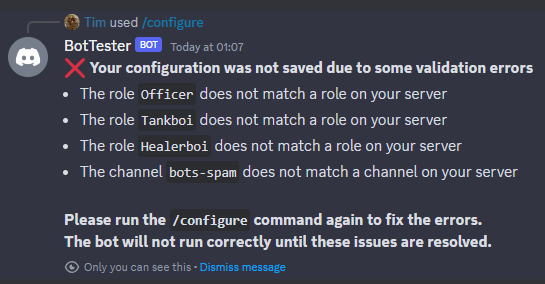 Tim used /configure
BotTester BOT Today at 01:07
❌ Your configuration was not saved due to some validation errors
• The role Officer does not match a role on your server
• The role Tankboi does not match a role on your server
• The role Healerboi does not match a role on your server
• The channel bots-spam does not match a channel on your server
Please run the /configure command again to fix the errors.
The bot will not run correctly until these issues are resolved.
Only you can see this • Dismiss message